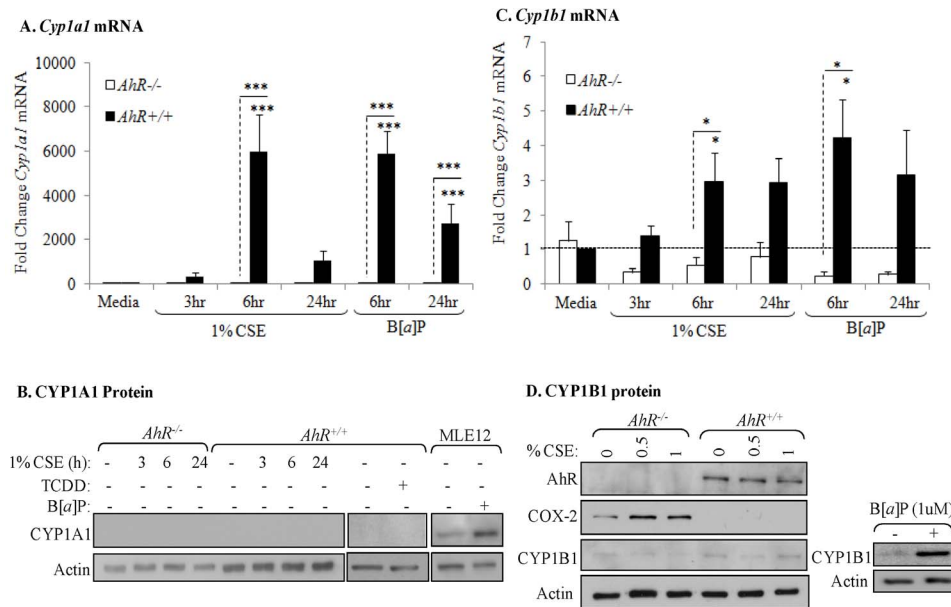 A. Cyp1a1 mRNA
Fold Change Cyp1a1 mRNA
10000
8000
6000
4000
2000
0
AhR-/-
AhR+/+
***
***
***
***
***
***
Media
3hr
6hr
24hr
6hr
24hr
1% CSE
B[a]P
C. Cyp1b1 mRNA
Fold Change Cyp1b1 mRNA
7
6
5
4
3
2
1
0
AhR-/-
AhR+/+
*
*
*
*
Media
3hr
6hr
24hr
6hr
24hr
1% CSE
B[a]P
B. CYP1A1 Protein
AhR-/- AhR+/+ MLE12
1% CSE (h): - 3 6 24 - 3 6 24 - - - -
TCDD: - - - - - - - - - + - -
B[a]P: - - - - - - - - - - - +
CYP1A1
Actin
D. CYP1B1 protein
AhR-/- AhR+/+
%CSE: 0 0.5 1 0 0.5 1
AhR
COX-2
CYP1B1
Actin
B[a]P (1uM)
- +
CYP1B1
Actin